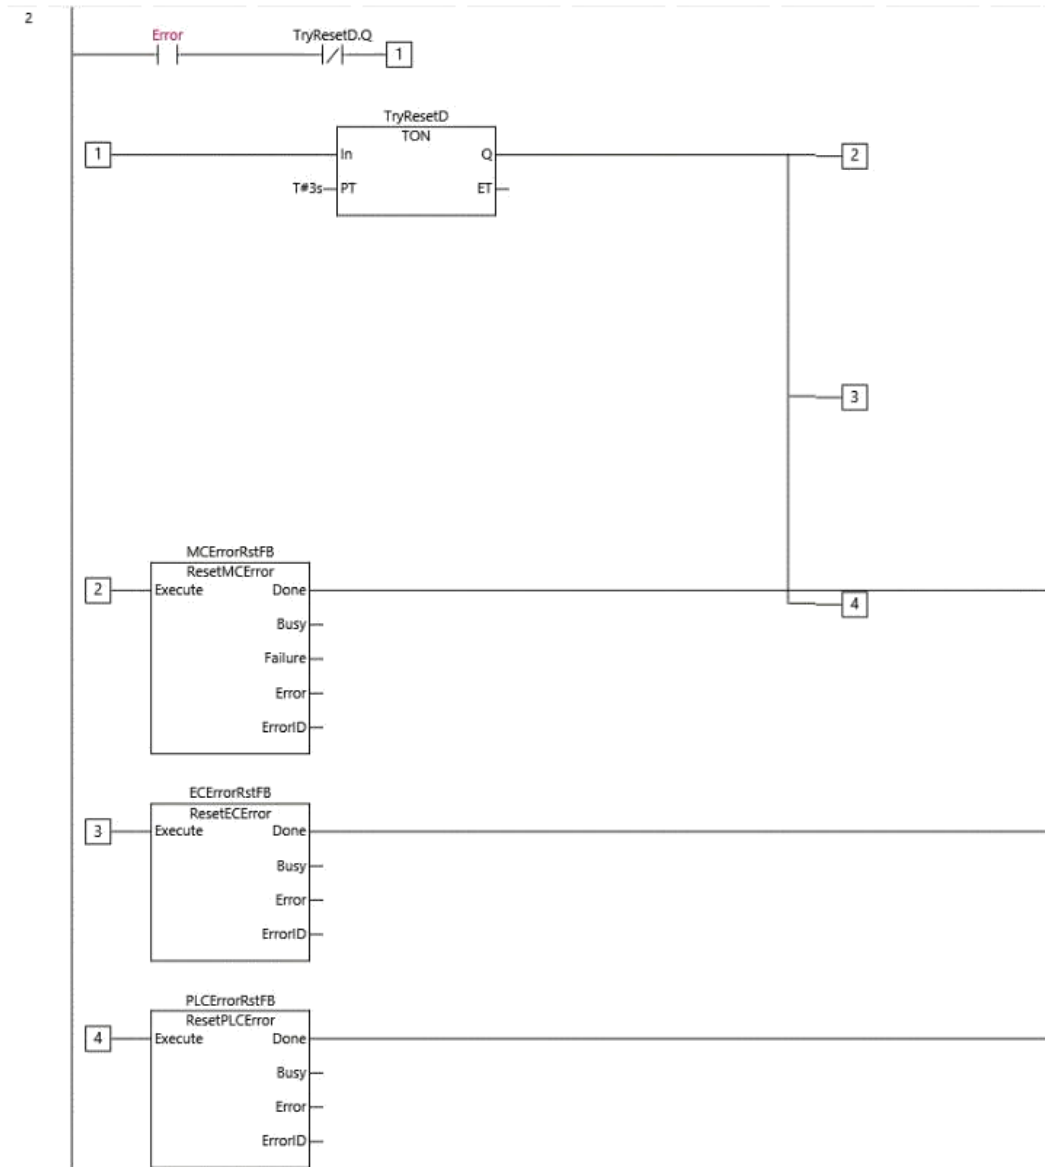 2
Error TryResetD.Q
1
TryResetD
TON
1 In Q 2
T#3s PT ET
3
MCErrorRstFB
ResetMCError
2 Execute Done
4
Busy
Failure
Error
ErrorID
ECErrorRstFB
ResetECError
3 Execute Done
Busy
Error
ErrorID
PLCErrorRstFB
ResetPLCError
4 Execute Done
Busy
Error
ErrorID